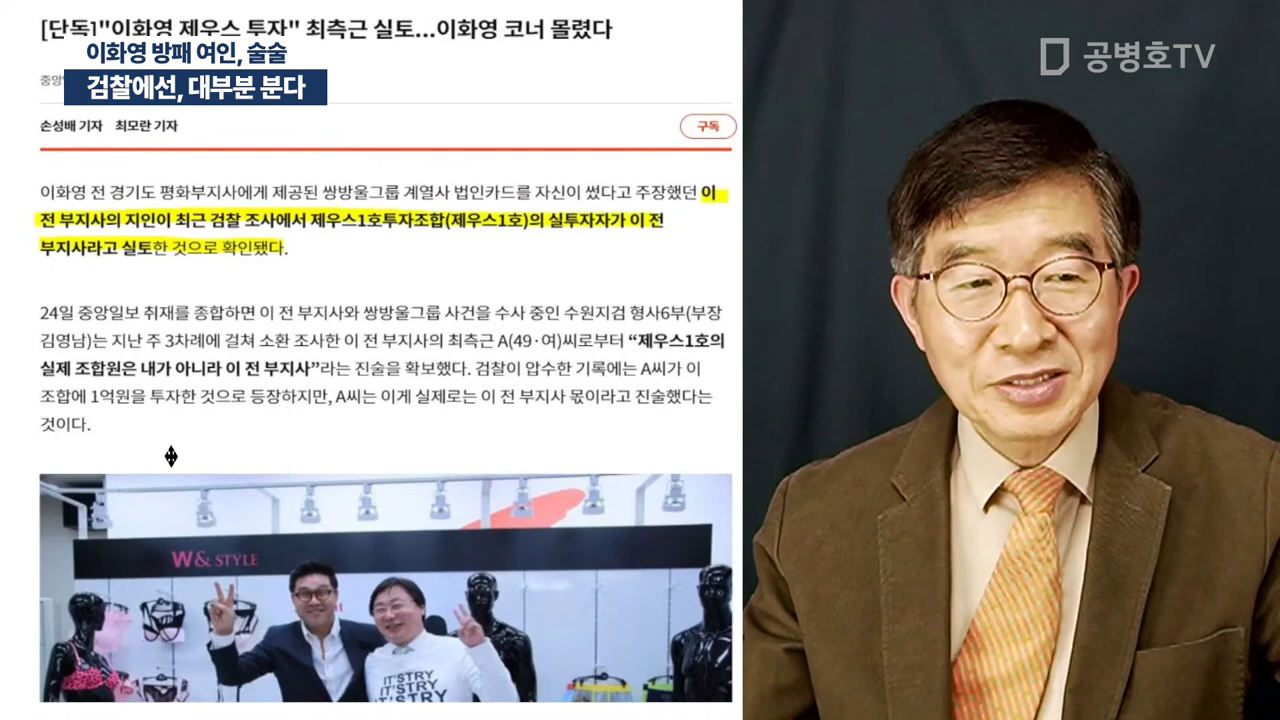 [단독]"이화영 제우스 투자" 최측근 실토...이화영 코너 몰렸다
이화영 방패 여인, 술술
검찰에선, 대부분 분다
손성배 기자 최모란 기자
구독
이화영 전 경기도 평화부지사에게 제공된 쌍방울그룹 계열사 법인카드를 자신이 썼다고 주장했던 이
전 부지사의 지인이 최근 검찰 조사에서 제우스1호투자조합(제우스1호)의 실투자자가 이 전
부지사라고 실토한 것으로 확인됐다.
24일 중앙일보 취재를 종합하면 이 전 부지사와 쌍방울그룹 사건을 수사 중인 수원지검 형사6부(부장
김영남)는 지난 주 3차례에 걸쳐 소환 조사한 이 전 부지사의 최측근 A(49·여)씨로부터 “제우스1호의
실제 조합원은 내가 아니라 이 전 부지사”라는 진술을 확보했다. 검찰이 압수한 기록에는 A씨가 이
조합에 1억원을 투자한 것으로 등장하지만, A씨는 이게 실제로는 이 전 부지사 몫이라고 진술했다는
것이다.
W& STYLE
IT'STRY
IT'STRY
IT'STRY
공병호TV